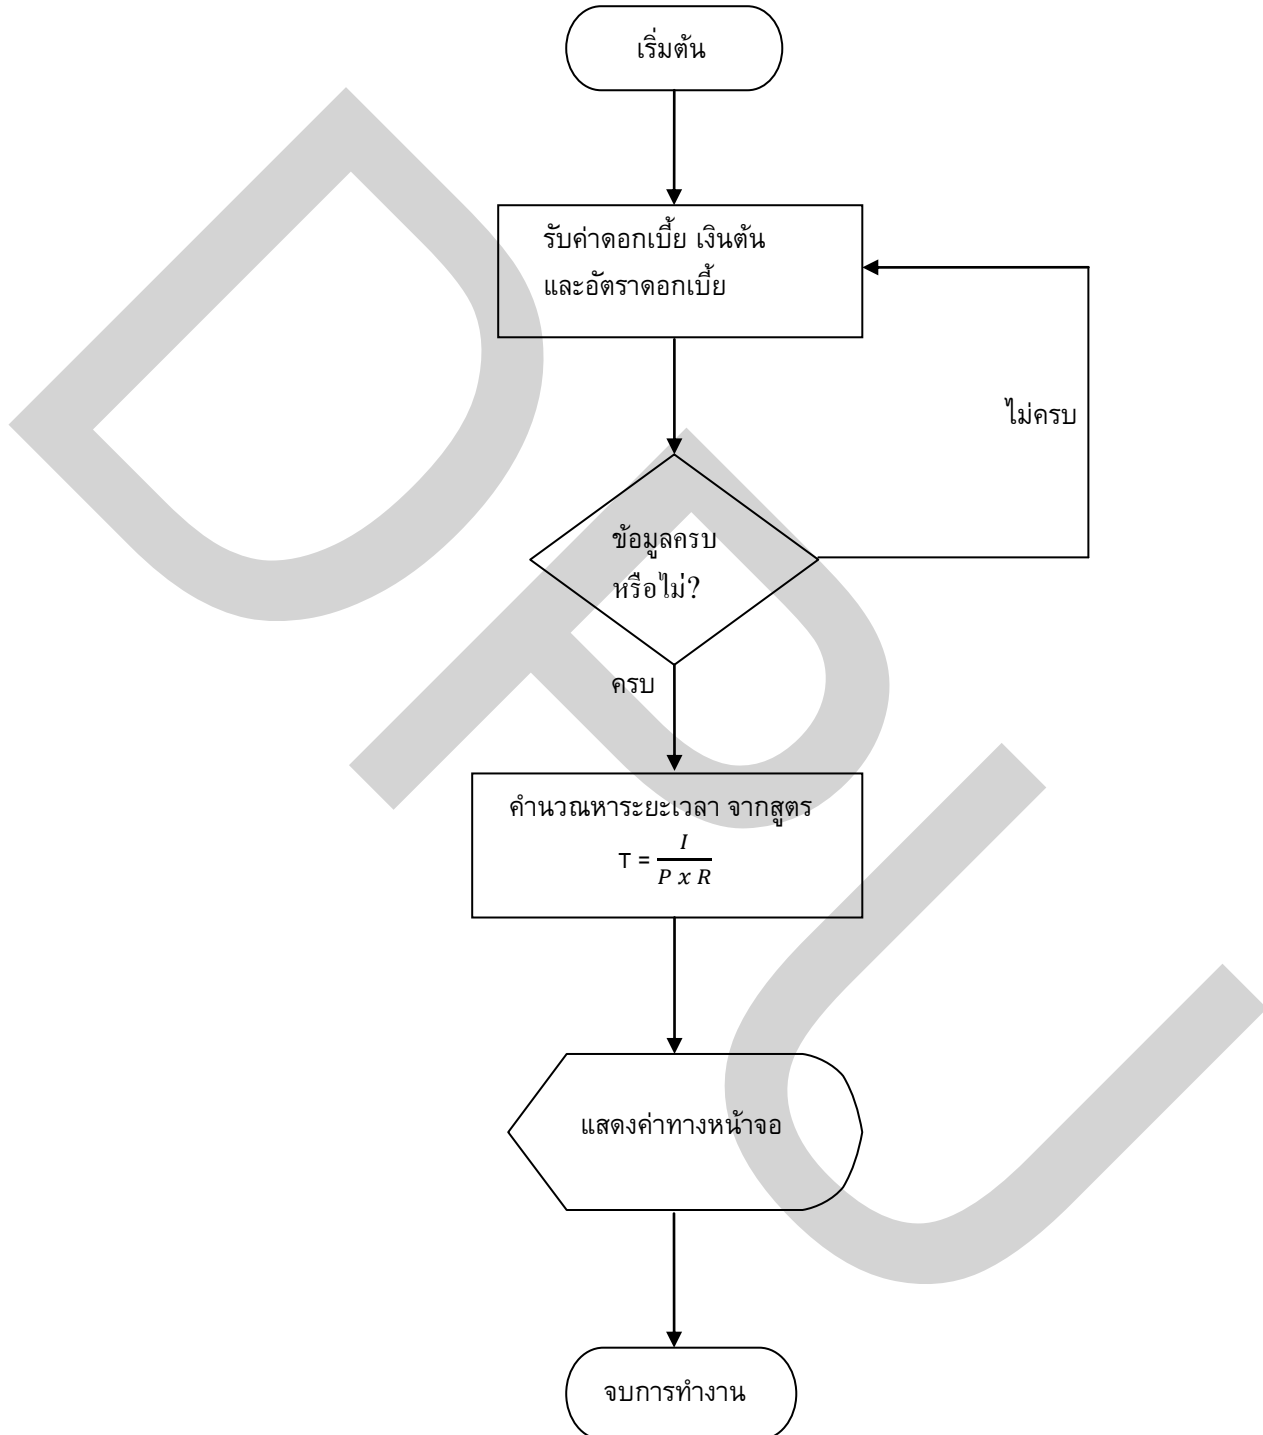 เริ่มต้น
รับค่าดอกเบี้ย เงินต้น
และอัตราดอกเบี้ย
ไม่ครบ
ข้อมูลครบ
หรือไม่?
ครบ
คำนวณหาระยะเวลา จากสูตร
T = I / P x R
แสดงค่าทางหน้าจอ
จบการทำงาน
DPU